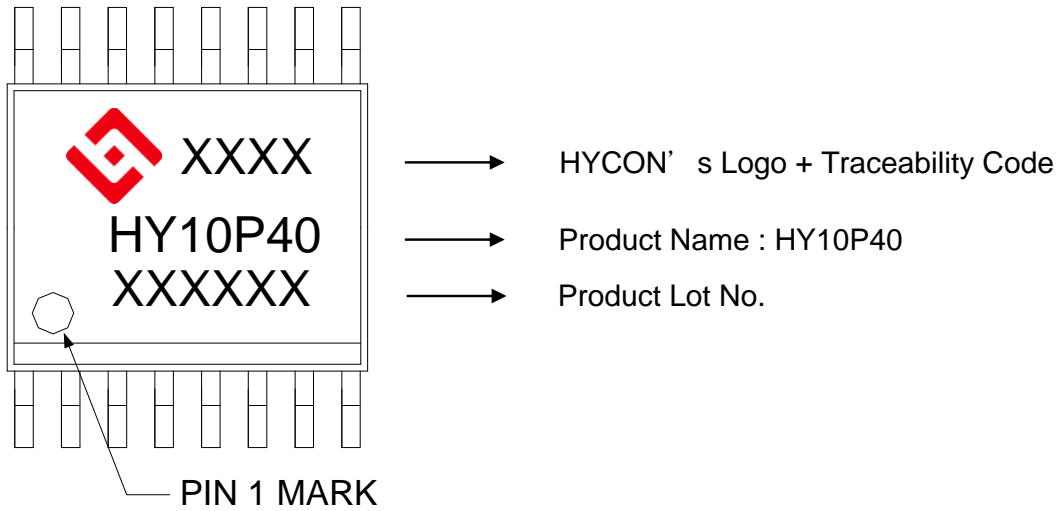 XXXX
HYCON’s Logo + Traceability Code
HY10P40
Product Name : HY10P40
XXXXXX
Product Lot No.
PIN 1 MARK